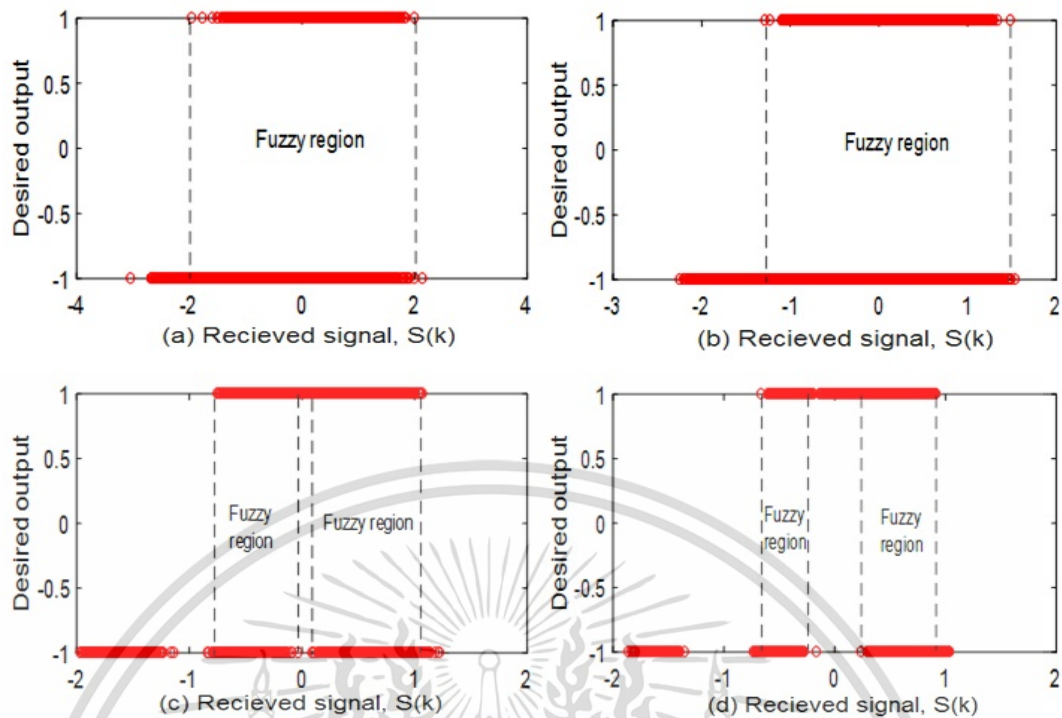 Desired output
1
0.5
0
-0.5
-1
Fuzzy region
-4
-2
0
2
4
(a) Recieved signal, S(k)
Desired output
1
0.5
0
-0.5
-1
Fuzzy region
-3
-2
-1
0
1
2
(b) Recieved signal, S(k)
Desired output
1
0.5
0
-0.5
-1
Fuzzy
region
Fuzzy region
-2
-1
0
1
2
(c) Recieved signal, S(k)
Desired output
1
0.5
0
-0.5
-1
Fuzzy
region
Fuzzy
region
-2
-1
0
1
2
(d) Recieved signal, S(k)